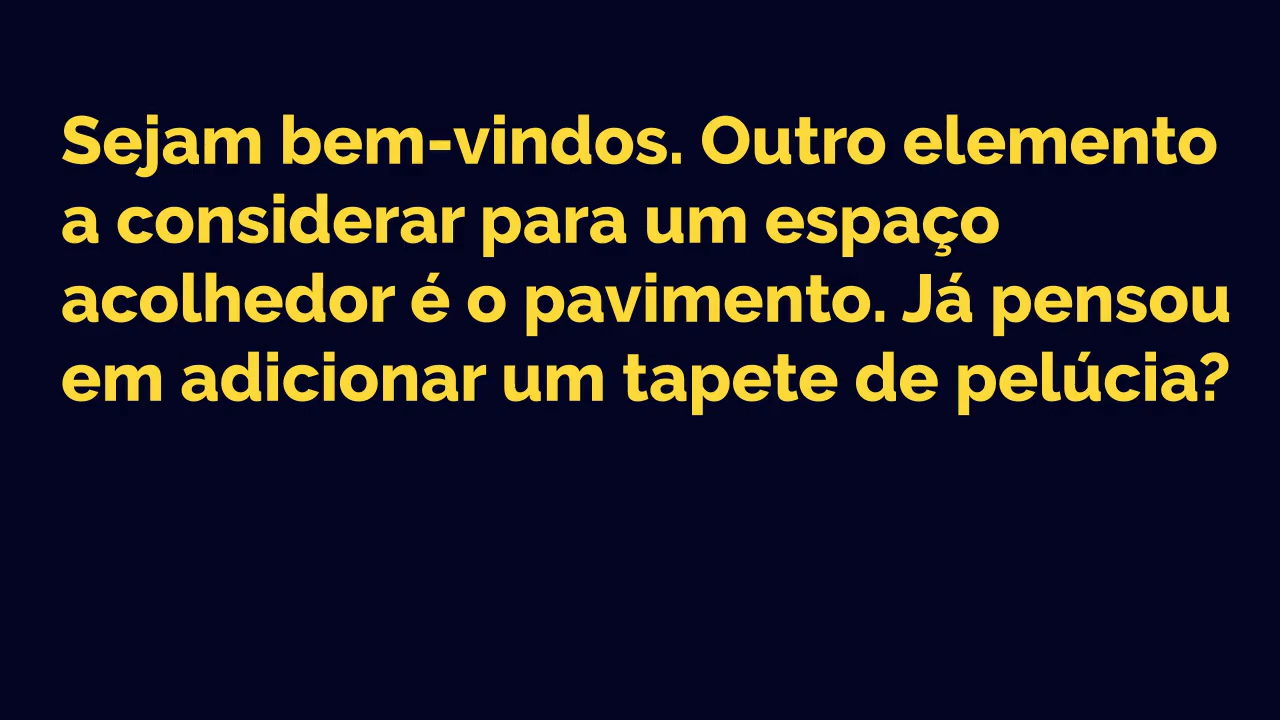 Sejam bem-vindos. Outro elemento
a considerar para um espaço
acolhedor é o pavimento. Já pensou
em adicionar um tapete de pelúcia?